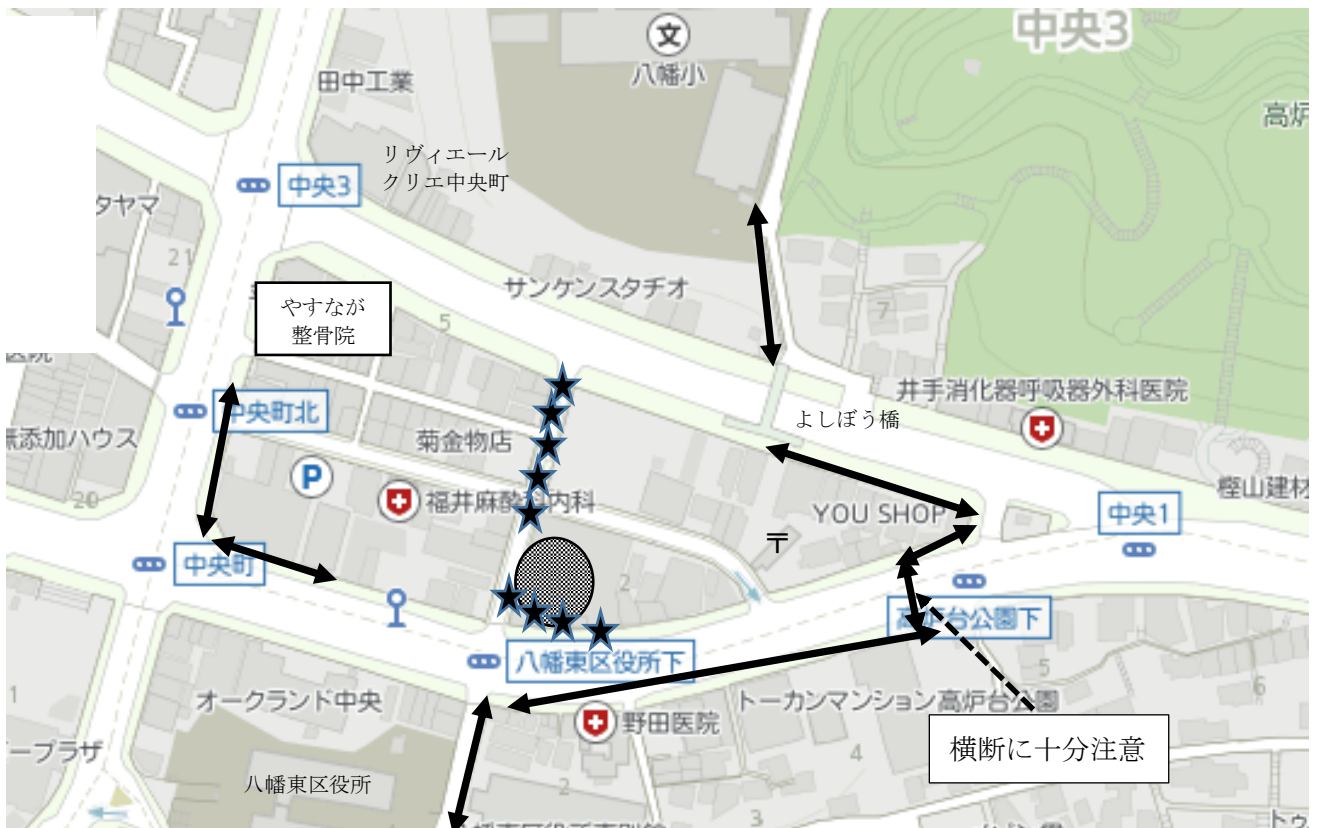 中央3
文
八幡小
田中工業
高炉
リヴィエール
クリエ中央町
中央3
タヤマ
21
サンケンスタヂオ
やすなが
整骨院
5
7
井手消化器呼吸器外科医院
中央町北
よしぼう橋
菊金物店
無添加ハウス
P
福井麻酔科内科
20
YOU SHOP
〒
中央1
樫山建材
中央町
2
高炉台公園下
八幡東区役所下
5
6
1
オークランド中央
トーカンマンション高炉台公園
野田医院
横断に十分注意
ープラザ
4
八幡東区役所
2
3